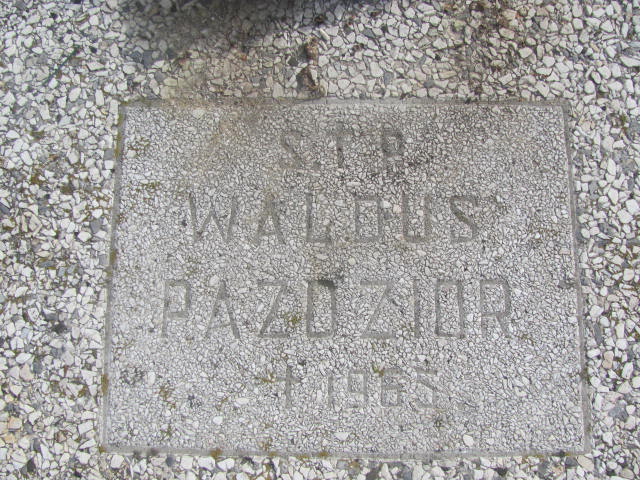 S.T.P.
WALDUS
PAZDZIOR
† 1965